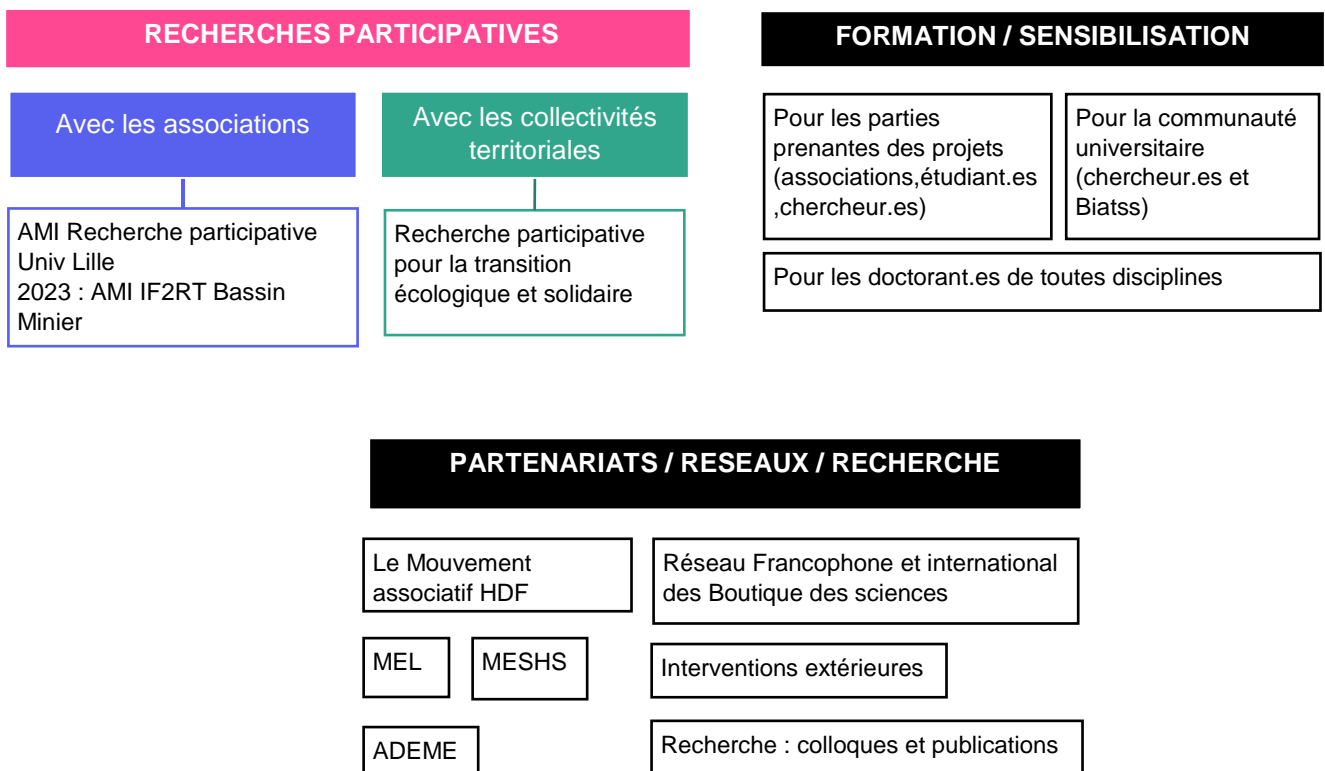 RECHERCHES PARTICIPATIVES
Avec les associations
AMI Recherche participative
Univ Lille
2023 : AMI IF2RT Bassin
Minier
Avec les collectivités
territoriales
Recherche participative
pour la transition
écologique et solidaire
FORMATION / SENSIBILISATION
Pour les parties
prenantes des projets
(associations,étudiant.es
,chercheur.es)
Pour la communauté
universitaire
(chercheur.es et
Biatss)
Pour les doctorant.es de toutes disciplines
PARTENARIATS / RESEAUX / RECHERCHE
Le Mouvement
associatif HDF
Réseau Francophone et international
des Boutique des sciences
MEL
MESHS
Interventions extérieures
ADEME
Recherche : colloques et publications